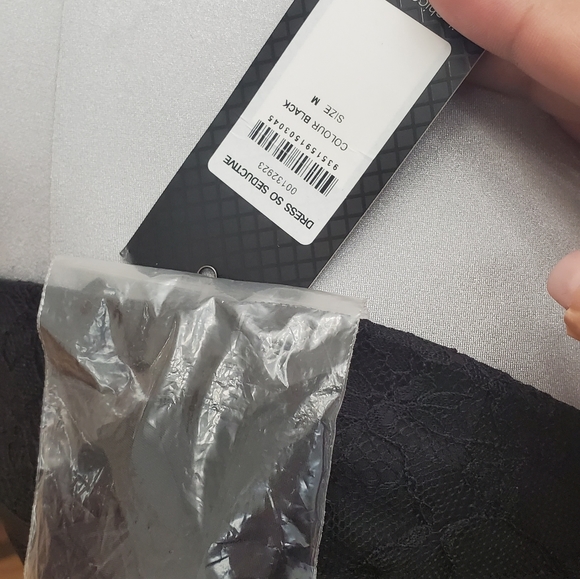 DRESS SO SEDUCTIVE
00132923
9351591503045
COLOUR BLACK
SIZE M